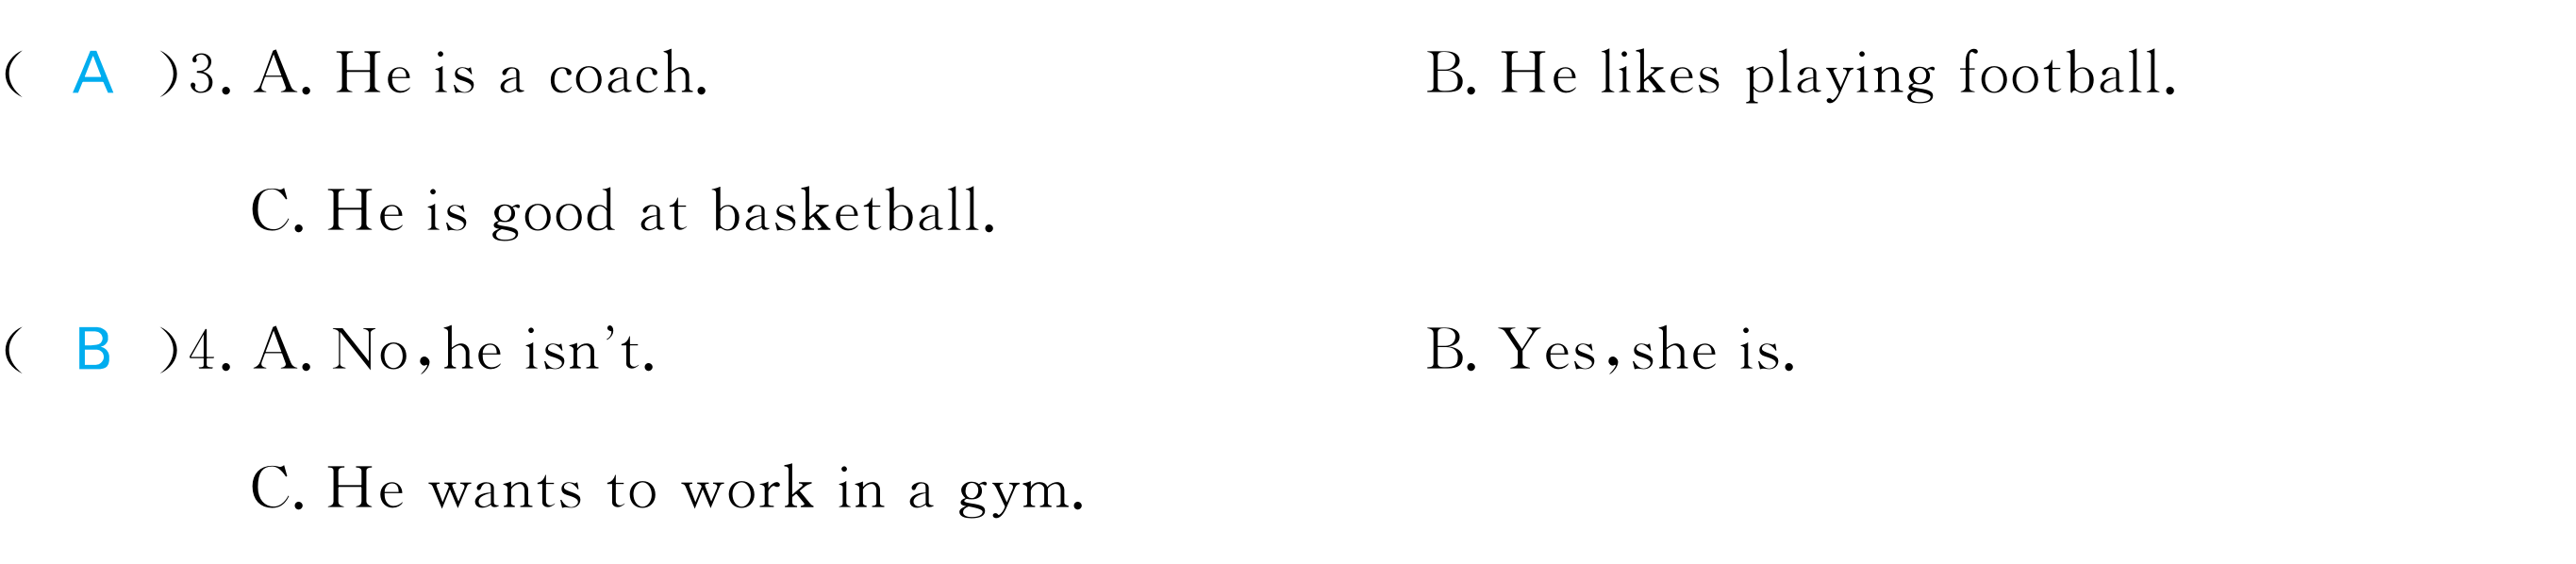 ( A )3. A. He is a coach. B. He likes playing football.
C. He is good at basketball.
( B )4. A. No,he isn't. B. Yes,she is.
C. He wants to work in a gym.